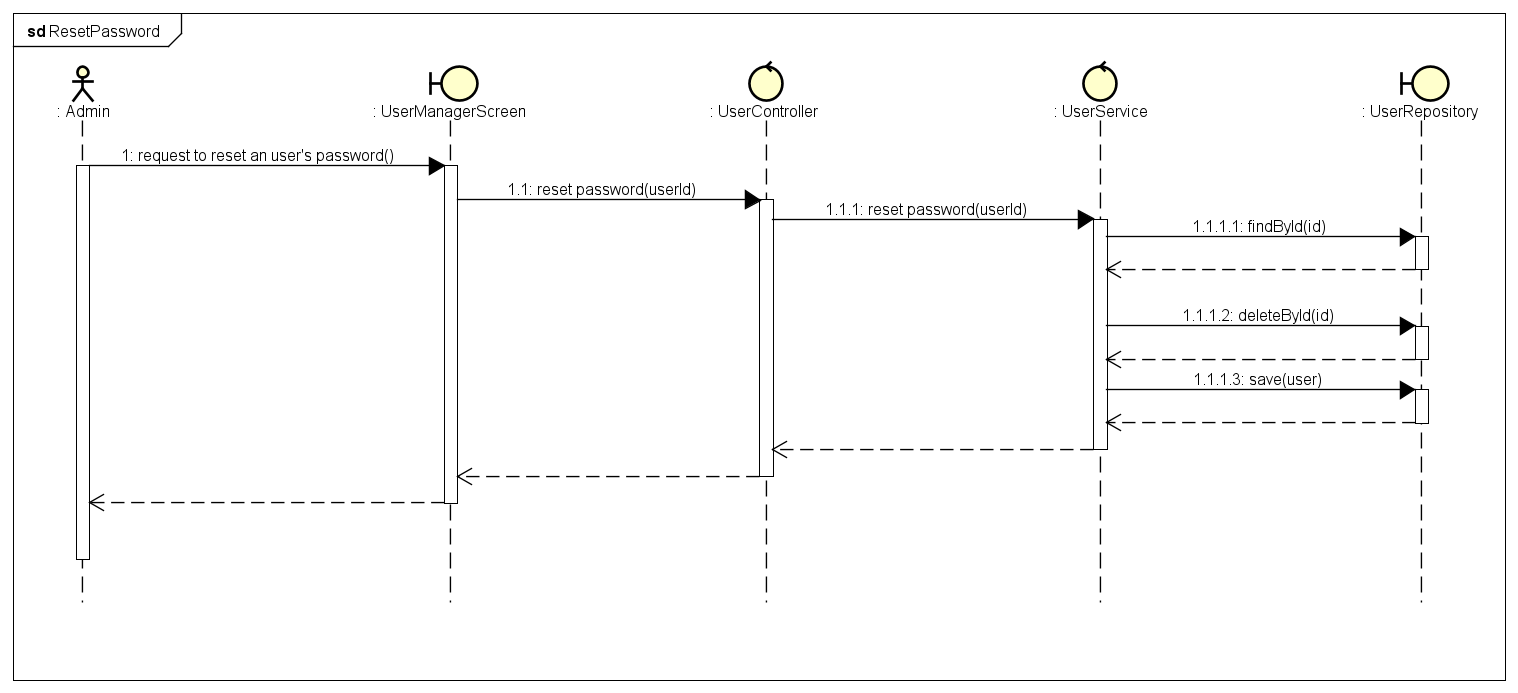 sd ResetPassword
: Admin
: UserManagerScreen
: UserController
: UserService
: UserRepository
1: request to reset an user's password()
1.1: reset password(userId)
1.1.1: reset password(userId)
1.1.1.1: findById(id)
1.1.1.2: deleteById(id)
1.1.1.3: save(user)